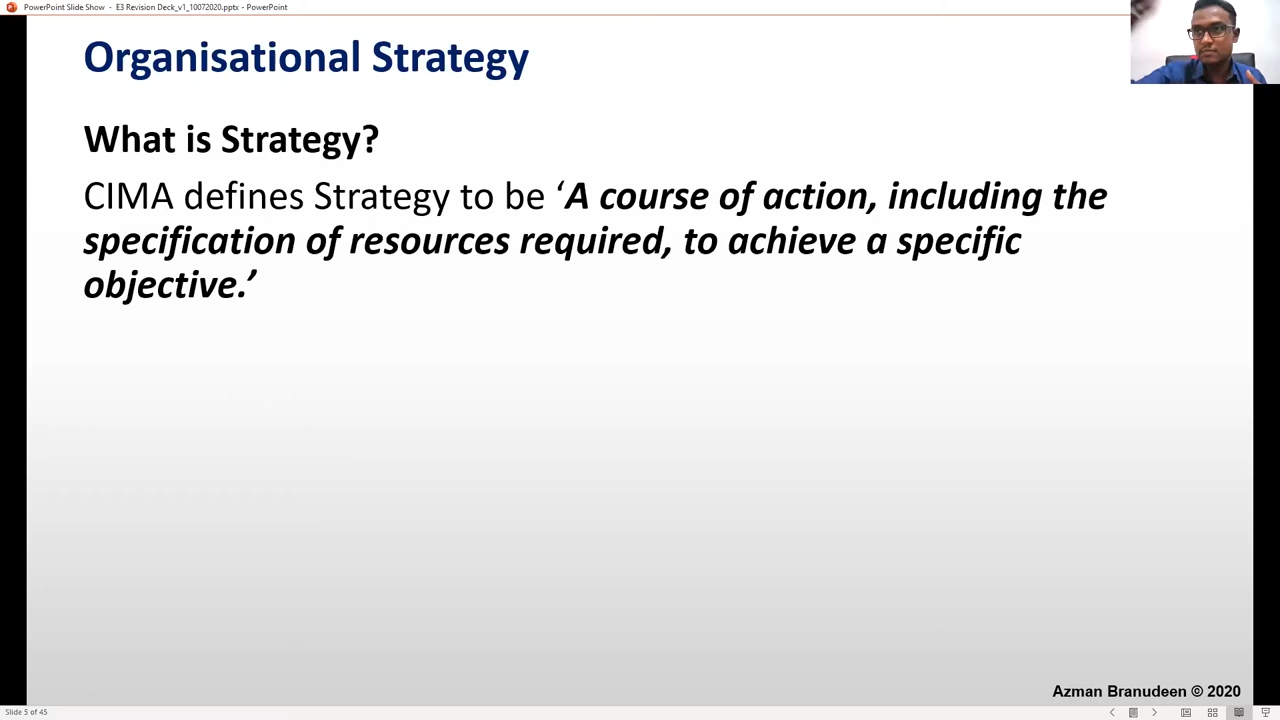 PowerPoint Slide Show - E3 Revision Deck_v1_10072020.pptx - PowerPoint
Organisational Strategy
What is Strategy?
CIMA defines Strategy to be ‘A course of action, including the
specification of resources required, to achieve a specific
objective.’
Azman Branudeen © 2020
Slide 5 of 45